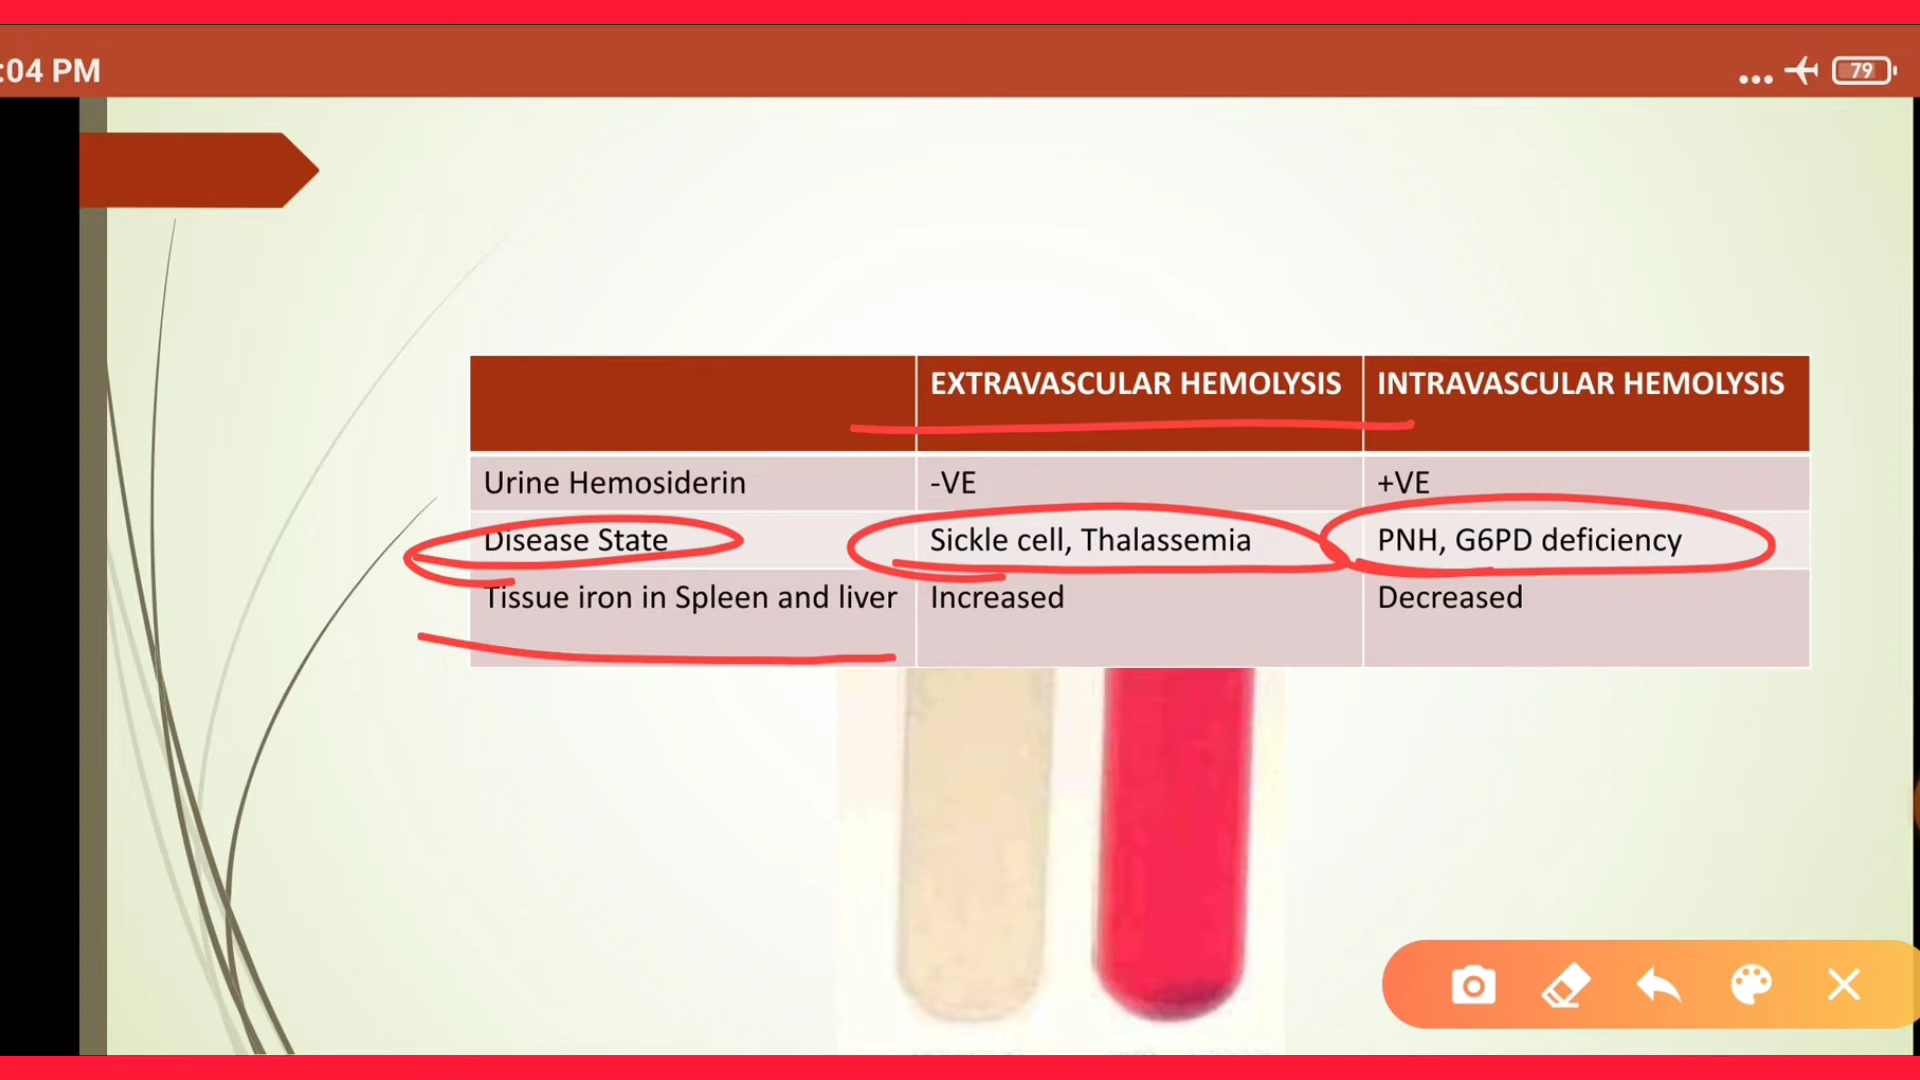 :04 PM
79
EXTRAVASCULAR HEMOLYSIS
INTRAVASCULAR HEMOLYSIS
Urine Hemosiderin
-VE
+VE
Disease State
Sickle cell, Thalassemia
PNH, G6PD deficiency
Tissue iron in Spleen and liver
Increased
Decreased